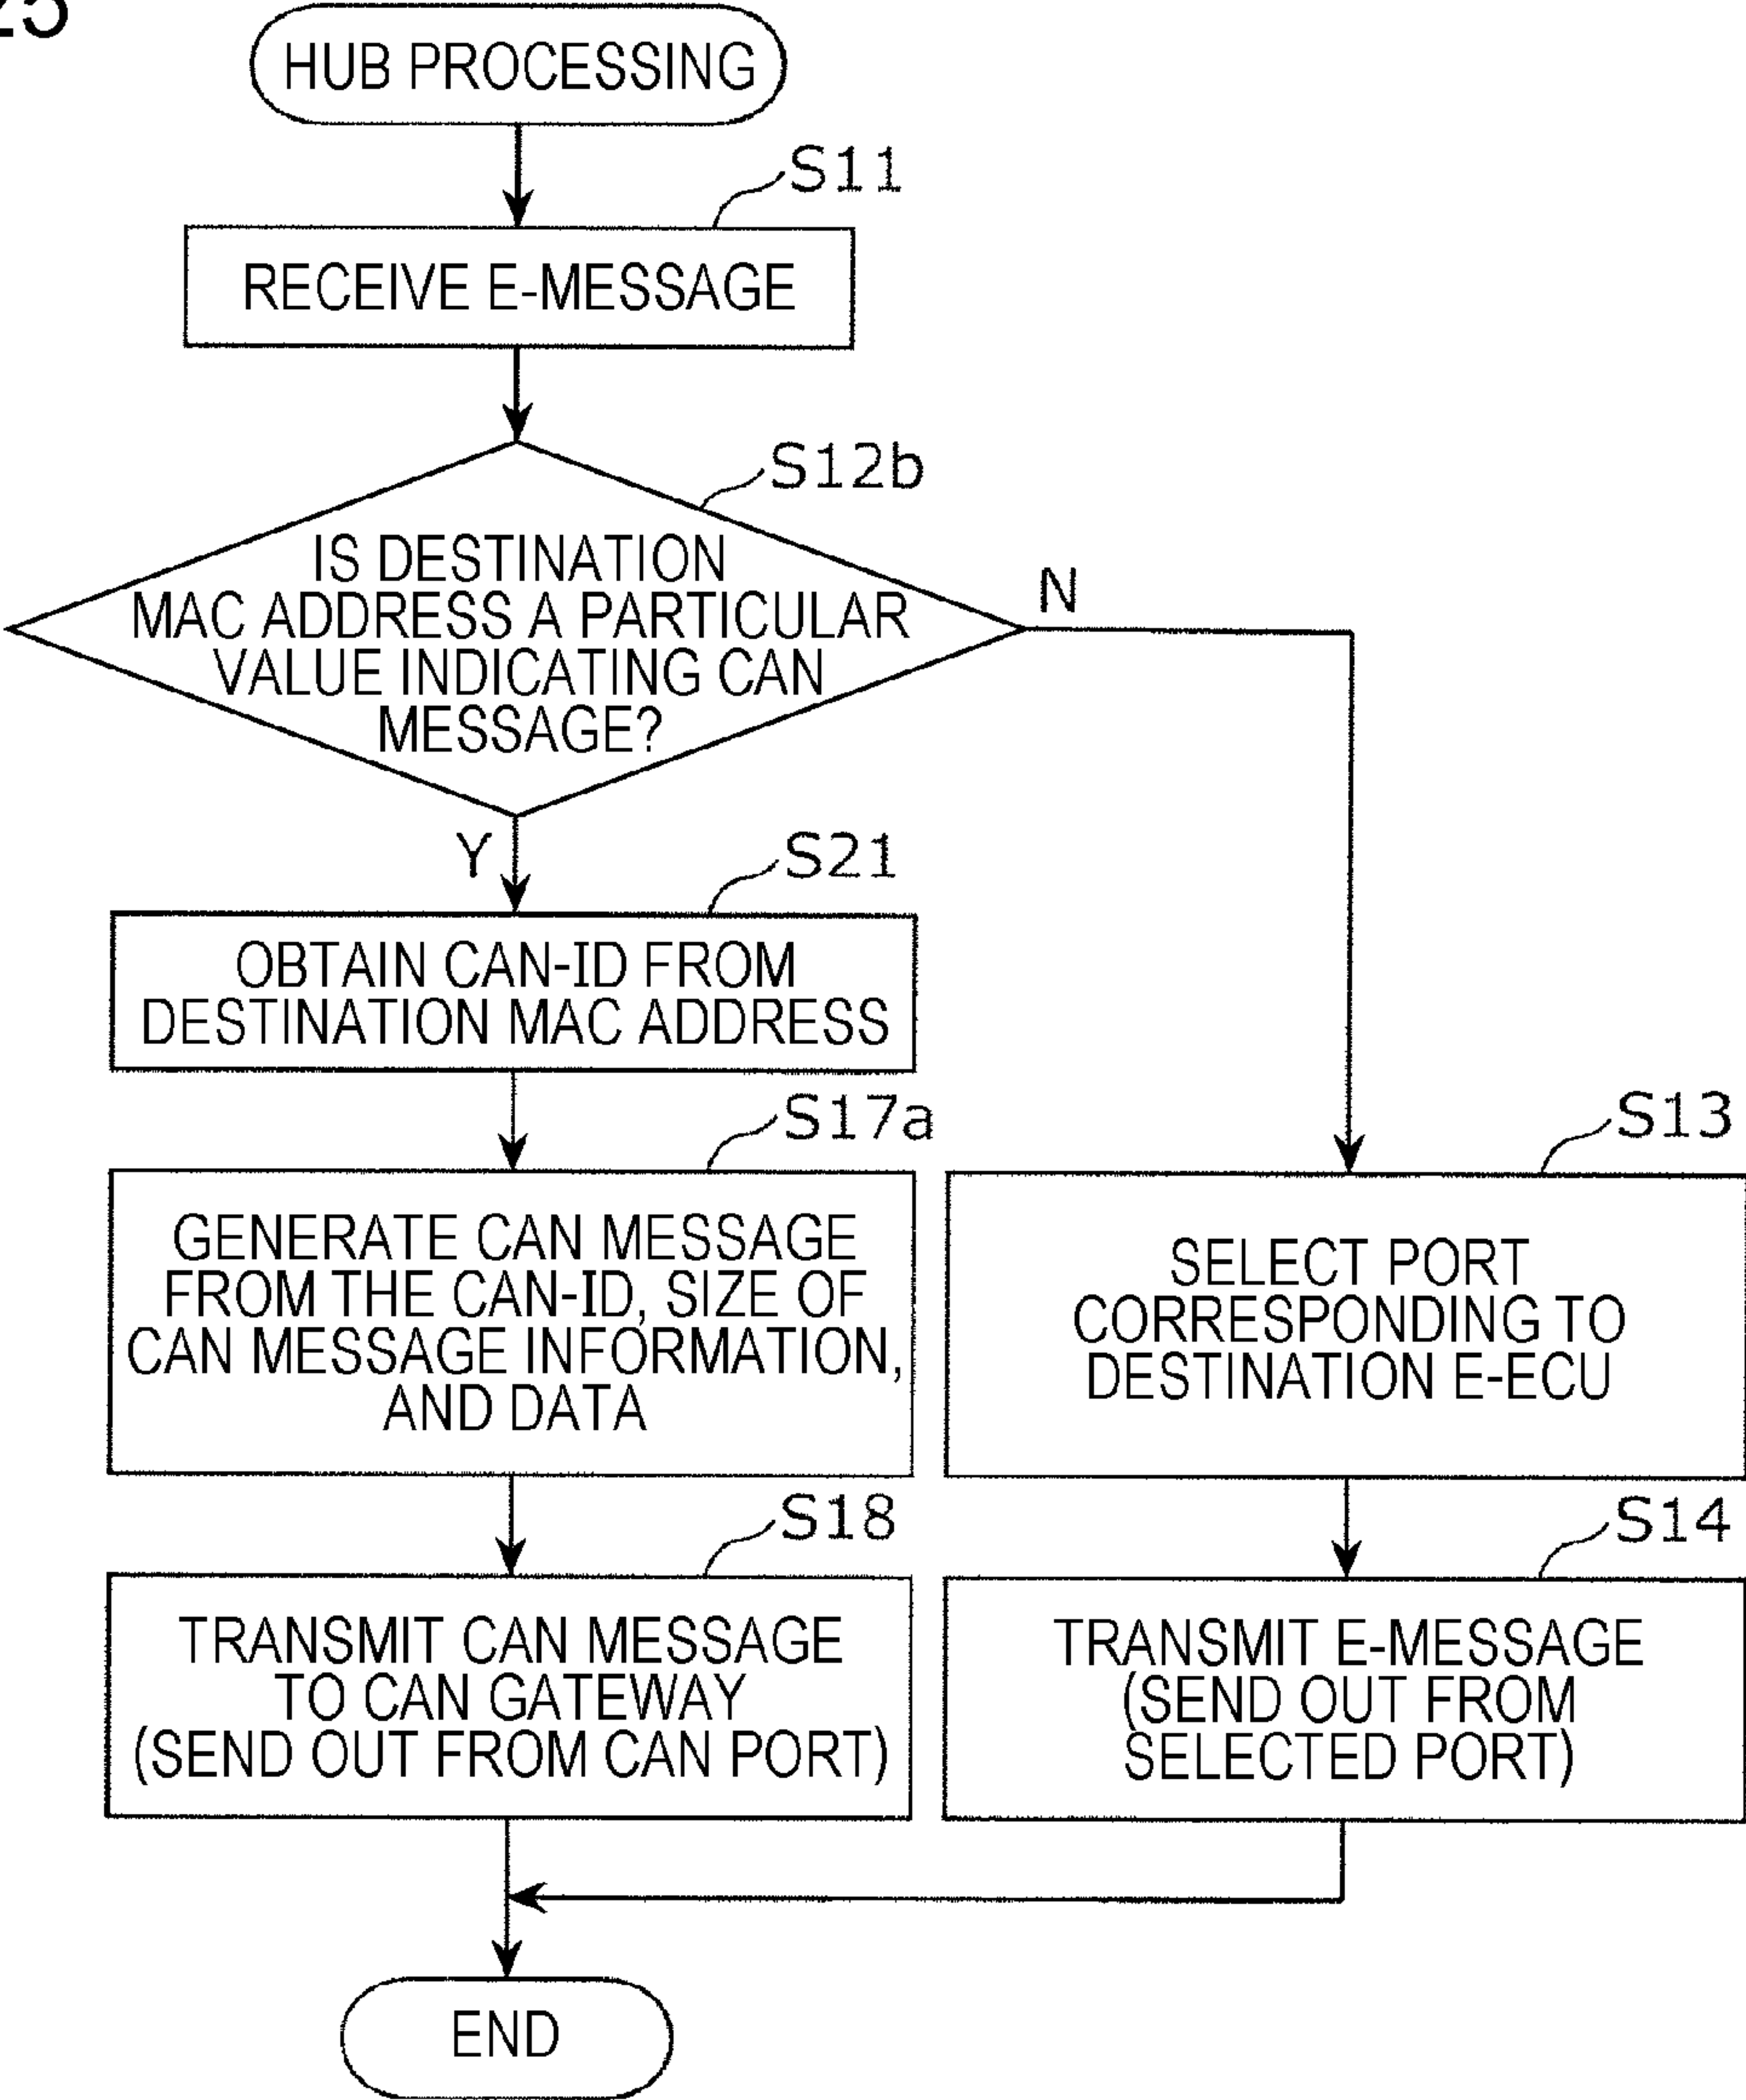 25
HUB PROCESSING
S11
RECEIVE E-MESSAGE
S12b
IS DESTINATION
MAC ADDRESS A PARTICULAR
VALUE INDICATING CAN
MESSAGE?
N
Y
S21
OBTAIN CAN-ID FROM
DESTINATION MAC ADDRESS
S17a
GENERATE CAN MESSAGE
FROM THE CAN-ID, SIZE OF
CAN MESSAGE INFORMATION,
AND DATA
S13
SELECT PORT
CORRESPONDING TO
DESTINATION E-ECU
S18
TRANSMIT CAN MESSAGE
TO CAN GATEWAY
(SEND OUT FROM CAN PORT)
S14
TRANSMIT E-MESSAGE
(SEND OUT FROM
SELECTED PORT)
END